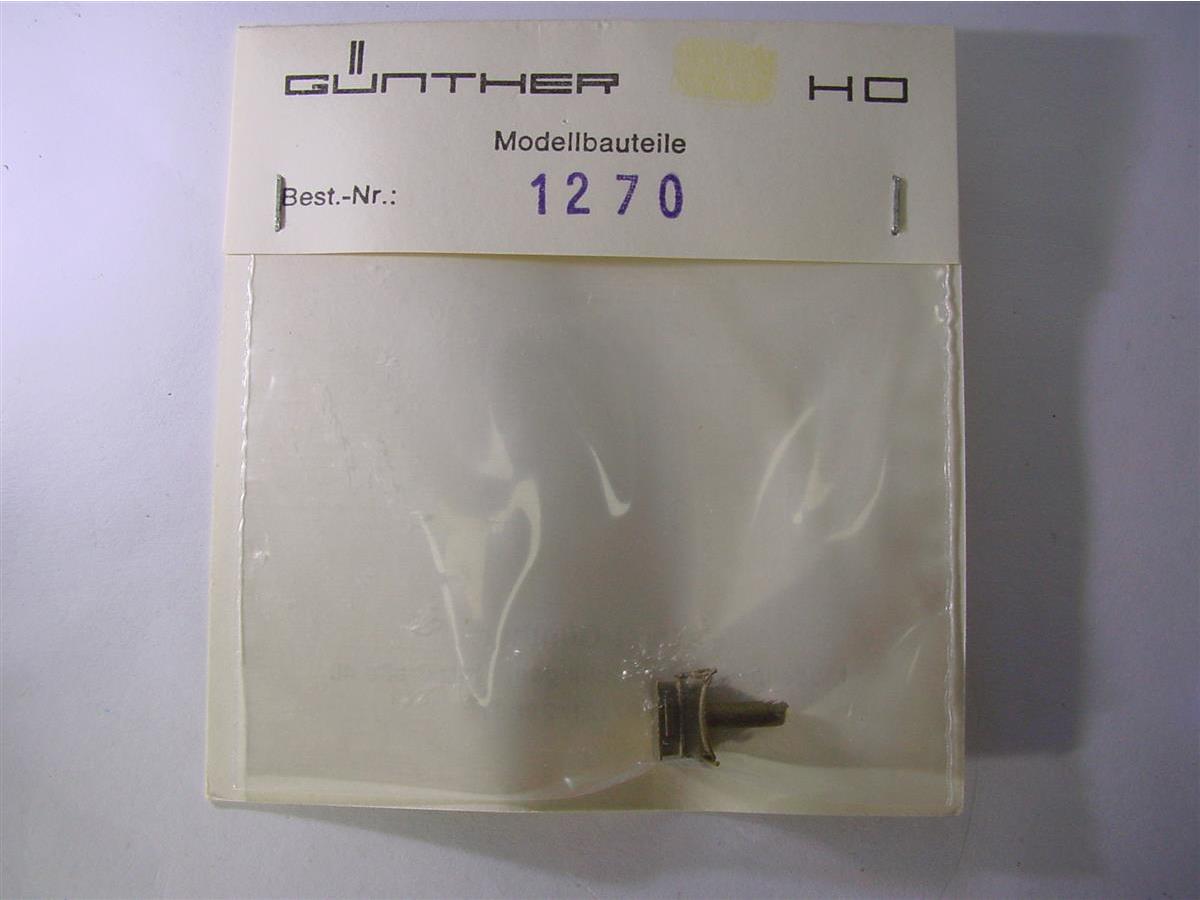 GÜNTHER HO
Modellbauteile
Best.-Nr.: 1270